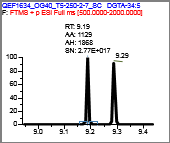 QEF1634_OG40_T5-250-2-7_8C DGTA-34:5
F: FTMS + p ESI Full ms [500.0000-2000.0000]
RT: 9.19
AA: 1129
AH: 1868
SN: 2.77E+017
9.29
100
80
60
40
20
0
9.0 9.1 9.2 9.3 9.4